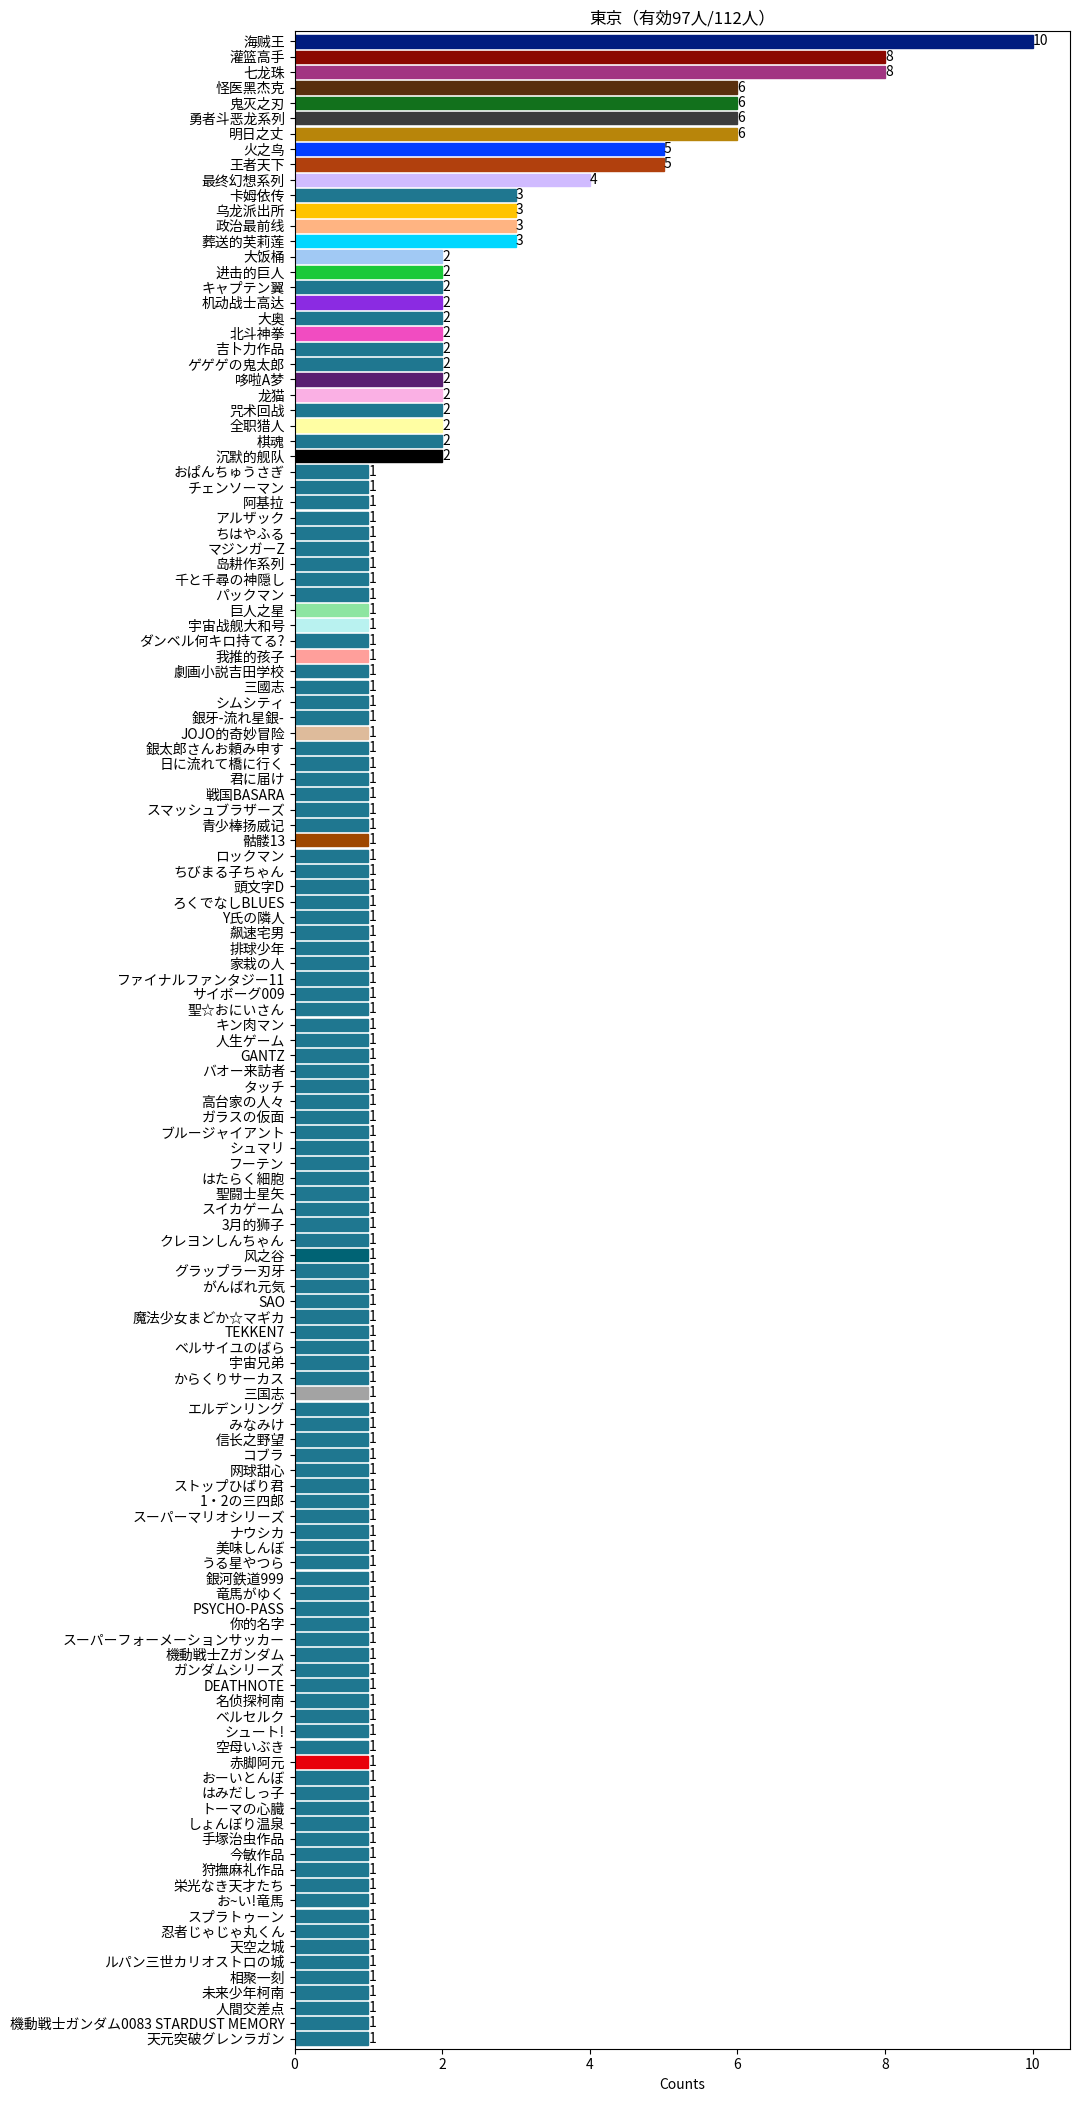 東京（有効97人/112人）
海贼王 10
灌篮高手 8
七龙珠 8
怪医黑杰克 6
鬼灭之刃 6
勇者斗恶龙系列 6
明日之丈 6
火之鸟 5
王者天下 5
最终幻想系列 4
卡姆依传 3
乌龙派出所 3
政治最前线 3
葬送的芙莉莲 3
大饭桶 2
进击的巨人 2
キャプテン翼 2
机动战士高达 2
大奥 2
北斗神拳 2
吉卜力作品 2
ゲゲゲの鬼太郎 2
哆啦A梦 2
龙猫 2
咒术回战 2
全职猎人 2
棋魂 2
沉默的舰队 2
おぱんちゅうさぎ 1
チェンソーマン 1
阿基拉 1
アルザック 1
ちはやふる 1
マジンガーZ 1
岛耕作系列 1
千と千尋の神隠し 1
パックマン 1
巨人之星 1
宇宙战舰大和号 1
ダンベル何キロ持てる? 1
我推的孩子 1
劇画小説吉田学校 1
三國志 1
シムシティ 1
銀牙-流れ星銀- 1
JOJO的奇妙冒险 1
銀太郎さんお頼み申す 1
日に流れて橋に行く 1
君に届け 1
戦国BASARA 1
スマッシュブラザーズ 1
青少棒扬威记 1
骷髅13 1
ロックマン 1
ちびまる子ちゃん 1
頭文字D 1
ろくでなしBLUES 1
Y氏の隣人 1
飙速宅男 1
排球少年 1
家栽の人 1
ファイナルファンタジー11 1
サイボーグ009 1
聖☆おにいさん 1
キン肉マン 1
人生ゲーム 1
GANTZ 1
バオー来訪者 1
タッチ 1
高台家の人々 1
ガラスの仮面 1
ブルージャイアント 1
シュマリ 1
フーテン 1
はたらく細胞 1
聖闘士星矢 1
スイカゲーム 1
3月的狮子 1
クレヨンしんちゃん 1
风之谷 1
グラップラー刃牙 1
がんばれ元気 1
SAO 1
魔法少女まどか☆マギカ 1
TEKKEN7 1
ベルサイユのばら 1
宇宙兄弟 1
からくりサーカス 1
三国志 1
エルデンリング 1
みなみけ 1
信长之野望 1
コブラ 1
网球甜心 1
ストップひばり君 1
1・2の三四郎 1
スーパーマリオシリーズ 1
ナウシカ 1
美味しんぼ 1
うる星やつら 1
銀河鉄道999 1
竜馬がゆく 1
PSYCHO-PASS 1
你的名字 1
スーパーフォーメーションサッカー 1
機動戦士Zガンダム 1
ガンダムシリーズ 1
DEATHNOTE 1
名侦探柯南 1
ベルセルク 1
シュート! 1
空母いぶき 1
赤脚阿元 1
おーいとんぼ 1
はみだしっ子 1
トーマの心臓 1
しょんぼり温泉 1
手塚治虫作品 1
今敏作品 1
狩撫麻礼作品 1
栄光なき天才たち 1
お~い!竜馬 1
スプラトゥーン 1
忍者じゃじゃ丸くん 1
天空之城 1
ルパン三世カリオストロの城 1
相聚一刻 1
未来少年柯南 1
人間交差点 1
機動戦士ガンダム0083 STARDUST MEMORY 1
天元突破グレンラガン 1
0 2 4 6 8 10
Counts